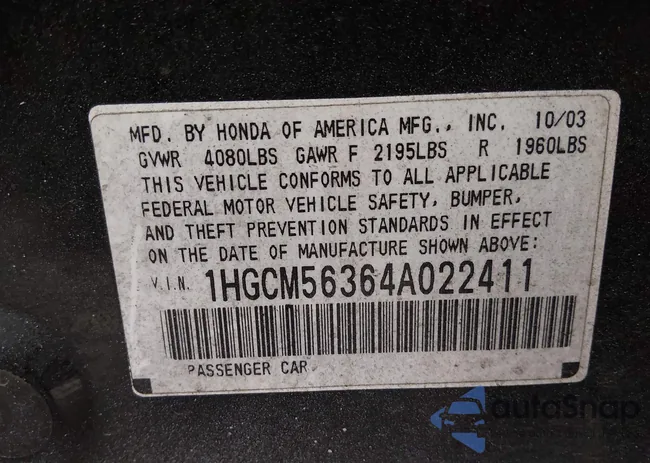 MFD. BY HONDA OF AMERICA MFG., INC. 10/03
GVWR 4080LBS GAWR F 2195LBS R 1960LBS
THIS VEHICLE CONFORMS TO ALL APPLICABLE
FEDERAL MOTOR VEHICLE SAFETY, BUMPER,
AND THEFT PREVENTION STANDARDS IN EFFECT
ON THE DATE OF MANUFACTURE SHOWN ABOVE:
V.I.N. 1HGCM56364A022411
PASSENGER CAR
autoSnap